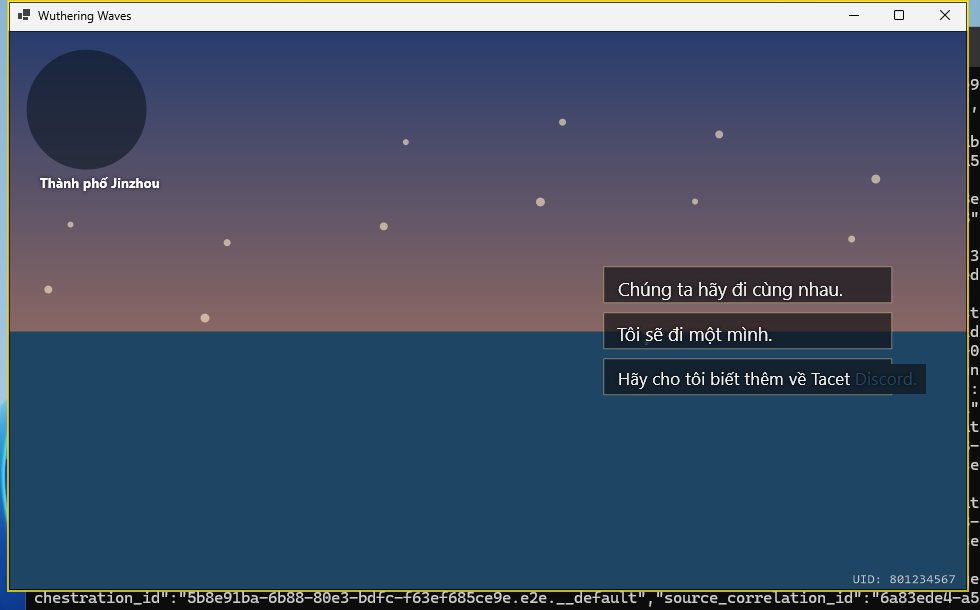 Wuthering Waves
Thành phố Jinzhou
Chúng ta hãy đi cùng nhau.
Tôi sẽ đi một mình.
Hãy cho tôi biết thêm về Tacet Discord.
UID: 801234567
chestration_id":"5b8e91ba-6b88-80e3-bdfc-f63ef685ce9e.e2e.__default","source_correlation_id":"6a83ede4-a